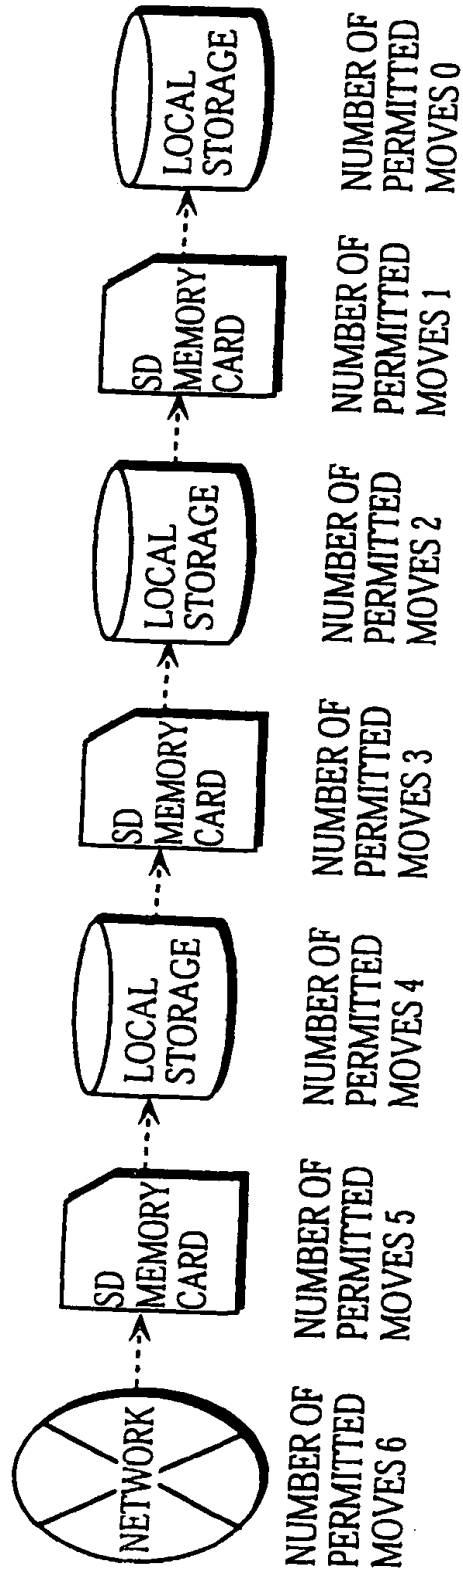 NETWORK
NUMBER OF
PERMITTED
MOVES 6
SD
MEMORY
CARD
NUMBER OF
PERMITTED
MOVES 5
LOCAL
STORAGE
NUMBER OF
PERMITTED
MOVES 4
SD
MEMORY
CARD
NUMBER OF
PERMITTED
MOVES 3
LOCAL
STORAGE
NUMBER OF
PERMITTED
MOVES 2
SD
MEMORY
CARD
NUMBER OF
PERMITTED
MOVES 1
LOCAL
STORAGE
NUMBER OF
PERMITTED
MOVES 0